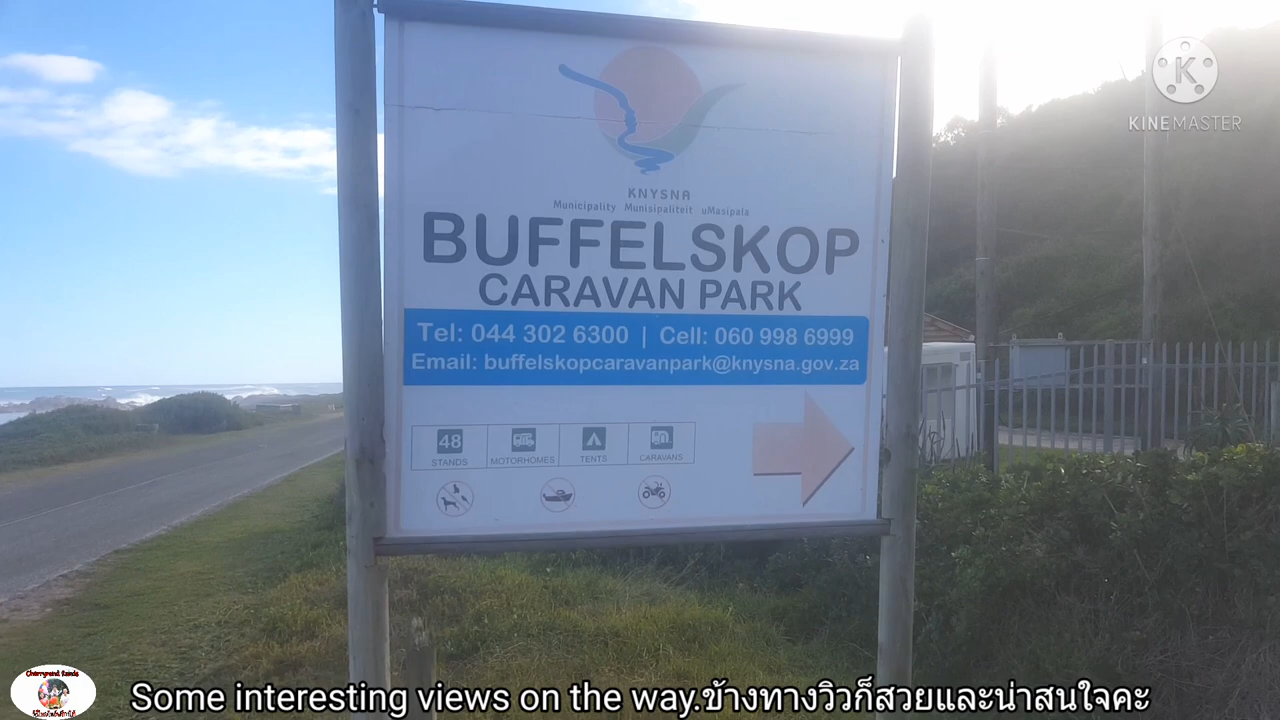 KINEMASTER
KNYSNA
Municipality Munisipaliteit uMasipala
BUFFELSKOP
CARAVAN PARK
Tel: 044 302 6300 | Cell: 060 998 6999
Email: buffelskopcaravanpark@knysna.gov.za
48
STANDS MOTORHOMES TENTS CARAVANS
Some interesting views on the way.ข้างทางวิวก็สวยและน่าสนใจคะ